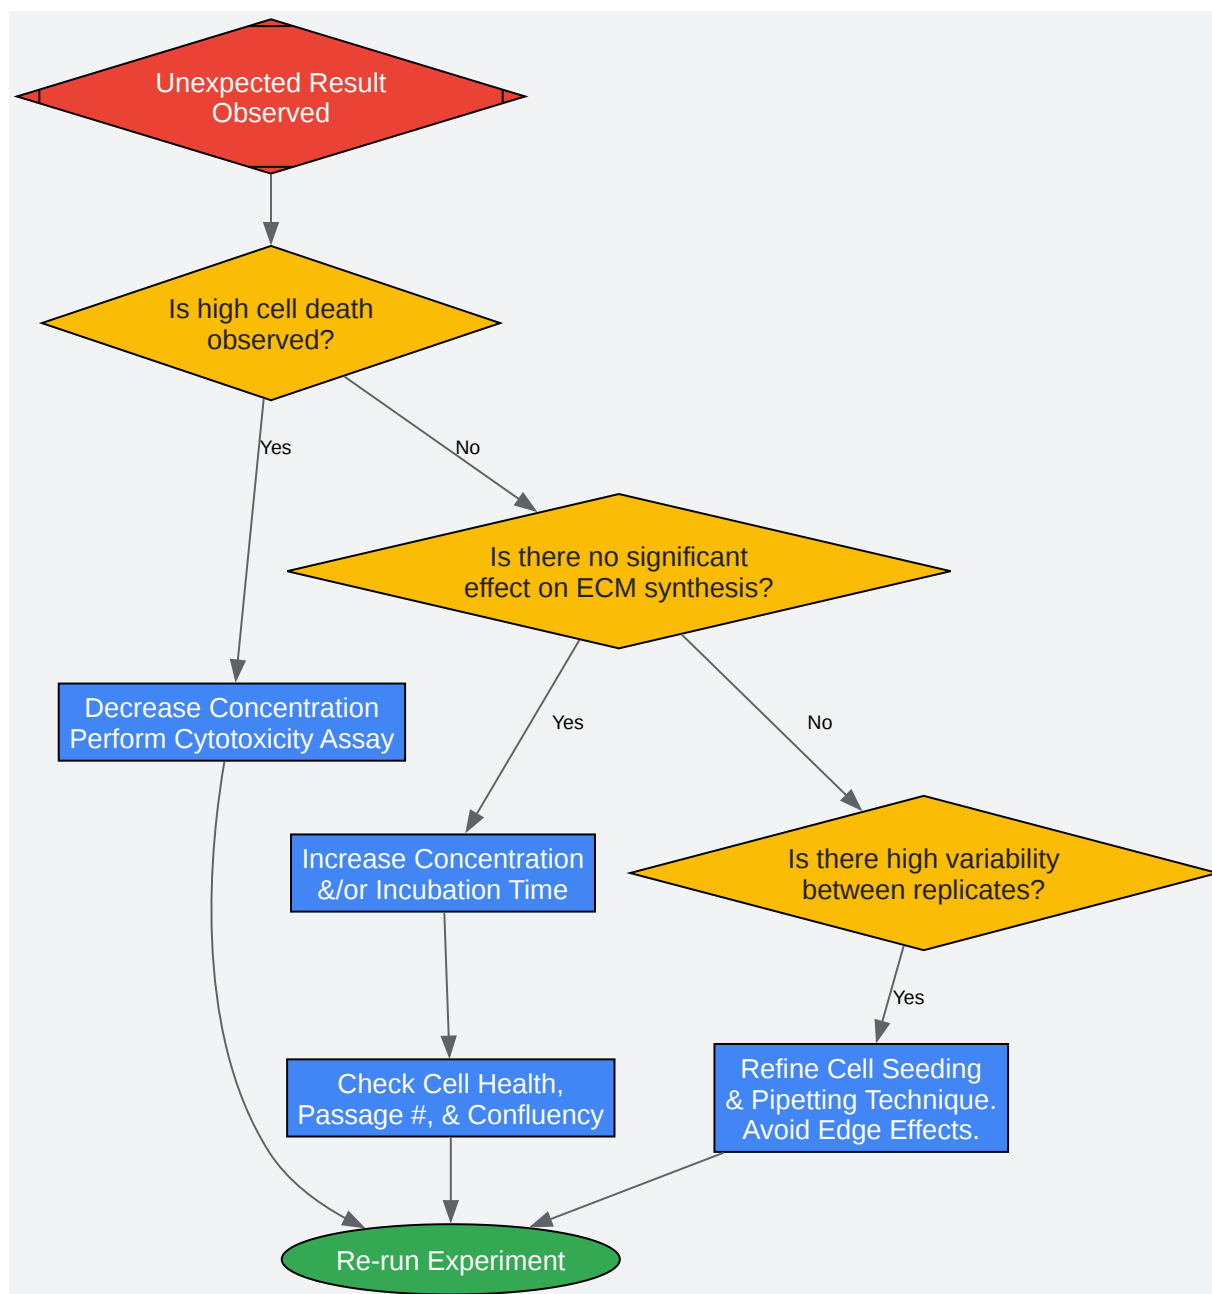 Unexpected Result
Observed
Is high cell death
observed?
Yes
No
Is there no significant
effect on ECM synthesis?
Decrease Concentration
Perform Cytotoxicity Assay
Yes
No
Increase Concentration
&/or Incubation Time
Is there high variability
between replicates?
Yes
Check Cell Health,
Passage #, & Confluency
Refine Cell Seeding
& Pipetting Technique.
Avoid Edge Effects.
Re-run Experiment